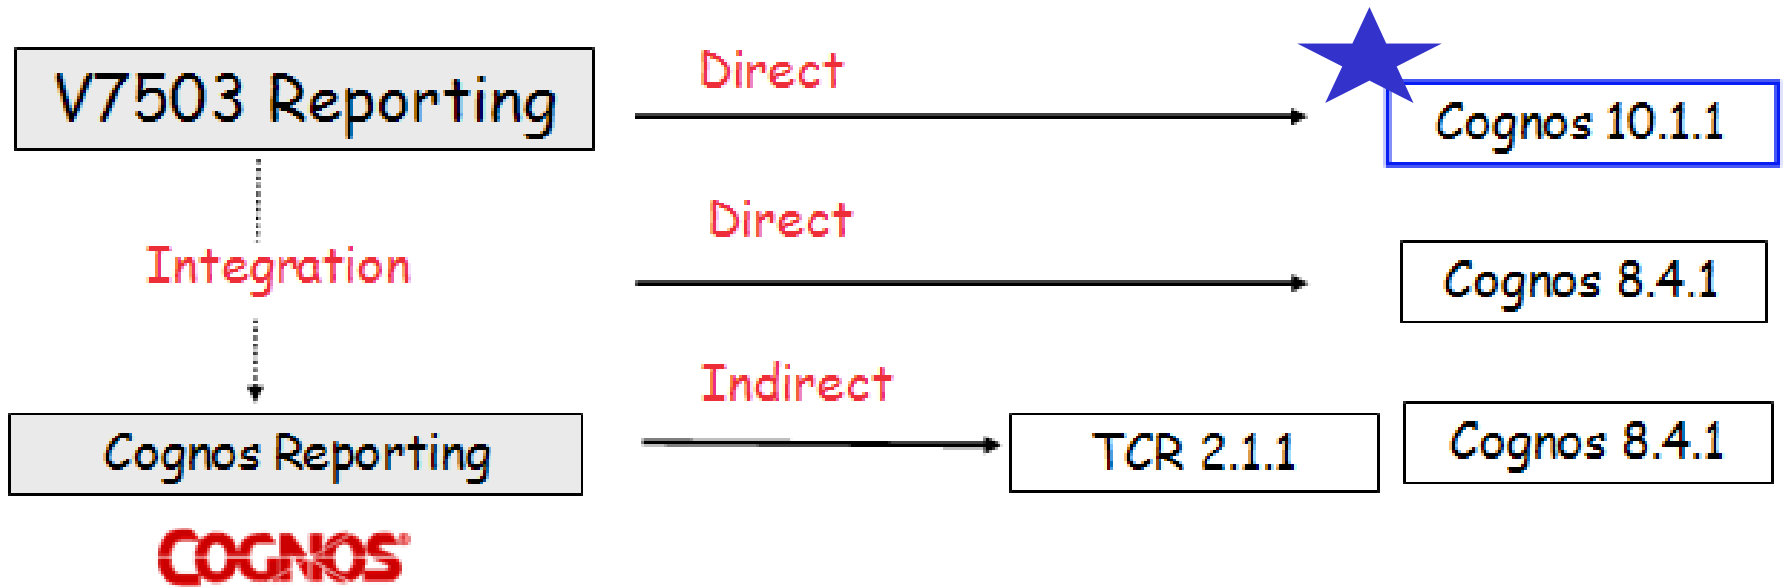 V7503 Reporting
Direct
Cognos 10.1.1
Direct
Integration
Cognos 8.4.1
Indirect
Cognos Reporting
TCR 2.1.1
Cognos 8.4.1
COGNOS®